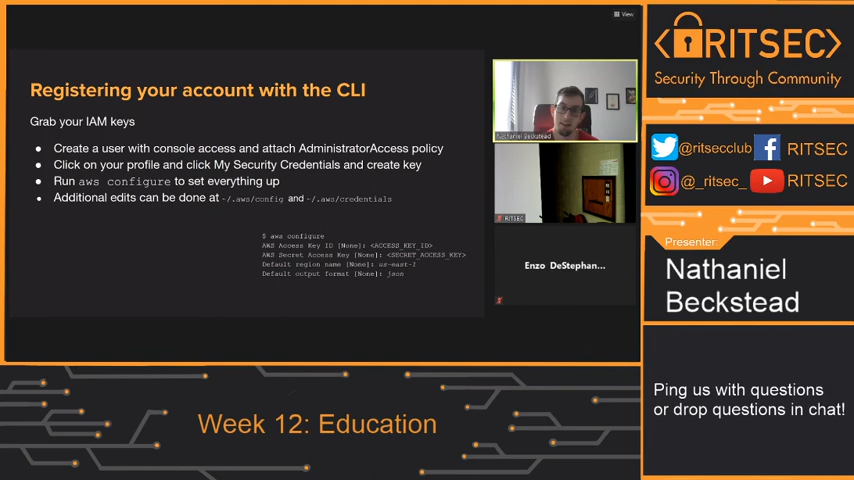 View
Registering your account with the CLI
Grab your IAM keys
● Create a user with console access and attach AdministratorAccess policy
● Click on your profile and click My Security Credentials and create key
● Run aws configure to set everything up
● Additional edits can be done at ~/.aws/config and ~/.aws/credentials
$ aws configure
AWS Access Key ID [None]: <ACCESS_KEY_ID>
AWS Secret Access Key [None]: <SECRET_ACCESS_KEY>
Default region name [None]: us-east-1
Default output format [None]: json
Nathaniel Beckstead
RITSEC
Enzo DeStephan...
<RITSEC>
Security Through Community
@ritsecclub
RITSEC
@_ritsec_
RITSEC
Presenter:
Nathaniel
Beckstead
Ping us with questions
or drop questions in chat!
Week 12: Education